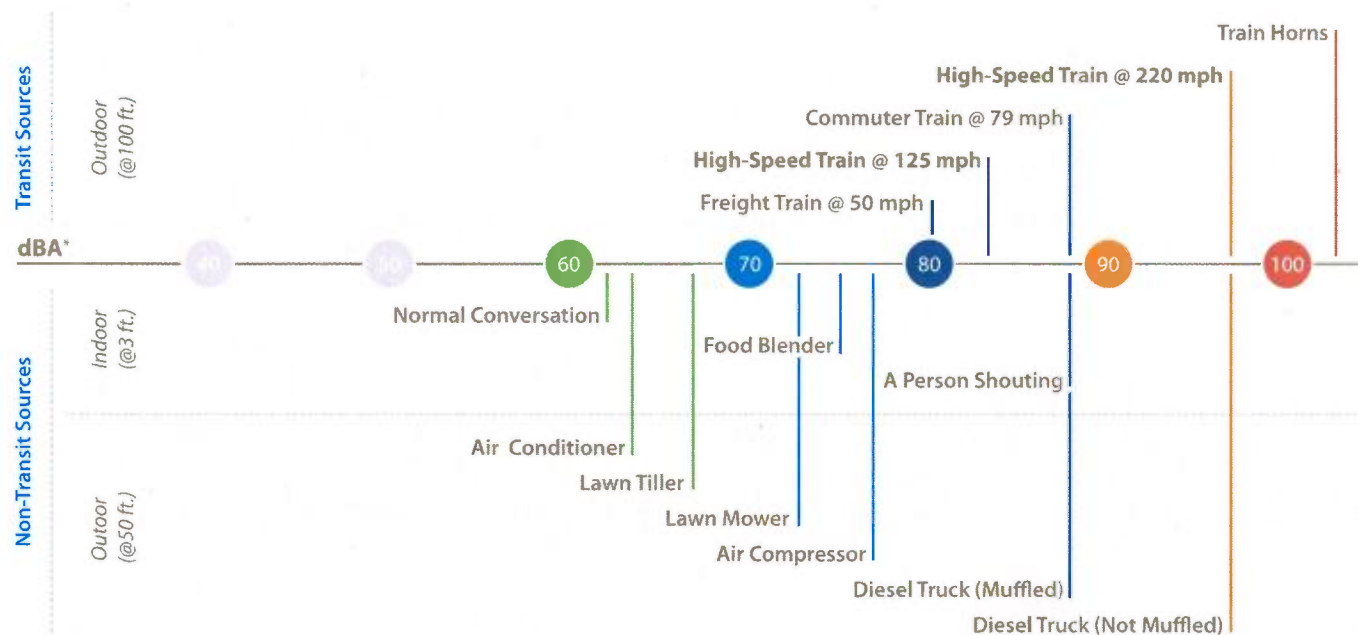 Transit Sources
Outdoor
(@100 ft.)
Train Horns
High-Speed Train @ 220 mph
Commuter Train @ 79 mph
High-Speed Train @ 125 mph
Freight Train @ 50 mph
dBA*
40
50
60
70
80
90
100
Non-Transit Sources
Indoor
(@3 ft.)
Normal Conversation
Food Blender
A Person Shouting
Outoor
(@50 ft.)
Air Conditioner
Lawn Tiller
Lawn Mower
Air Compressor
Diesel Truck (Muffled)
Diesel Truck (Not Muffled)